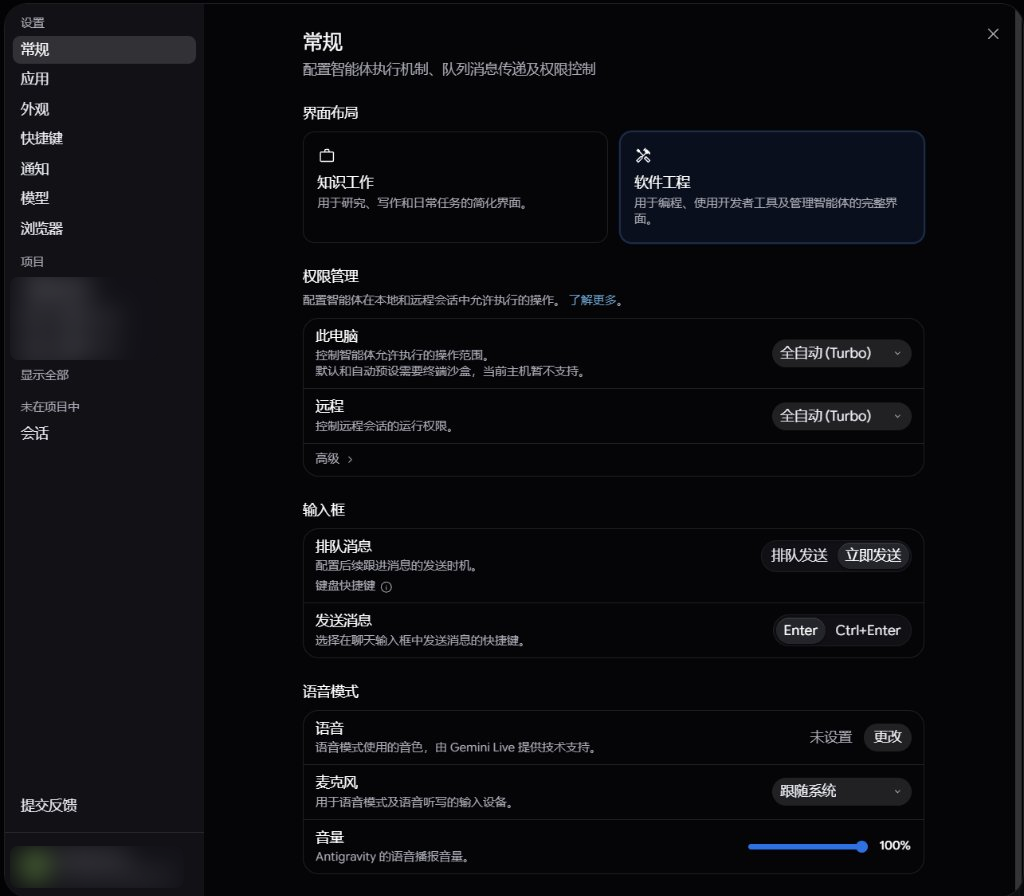 设置
常规
应用
外观
快捷键
通知
模型
浏览器
项目
显示全部
未在项目中
会话
提交反馈
常规
配置智能体执行机制、队列消息传递及权限控制
界面布局
知识工作
用于研究、写作和日常任务的简化界面。
软件工程
用于编程、使用开发者工具及管理智能体的完整界
面。
权限管理
配置智能体在本地和远程会话中允许执行的操作。 了解更多。
此电脑
控制智能体允许执行的操作范围。
默认和自动预设需要终端沙盒，当前主机暂不支持。
全自动 (Turbo)
远程
控制远程会话的运行权限。
全自动 (Turbo)
高级
输入框
排队消息
配置后续跟进消息的发送时机。
键盘快捷键
排队发送 立即发送
发送消息
选择在聊天输入框中发送消息的快捷键。
Enter Ctrl+Enter
语音模式
语音
语音模式使用的音色，由 Gemini Live 提供技术支持。
未设置 更改
麦克风
用于语音模式及语音听写的输入设备。
跟随系统
音量
Antigravity 的语音播报音量。
100%